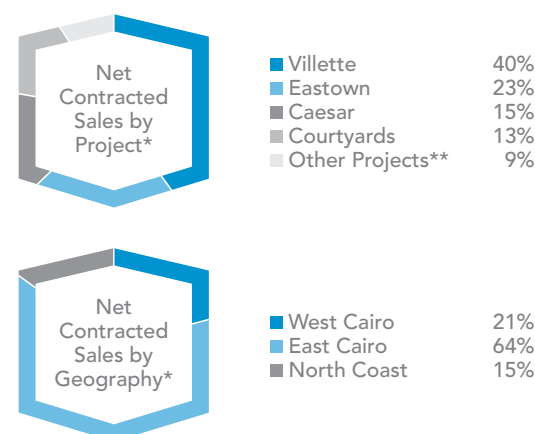 Net
Contracted
Sales by
Project*
Villette 40%
Eastown 23%
Caesar 15%
Courtyards 13%
Other Projects** 9%
Net
Contracted
Sales by
Geography*
West Cairo 21%
East Cairo 64%
North Coast 15%